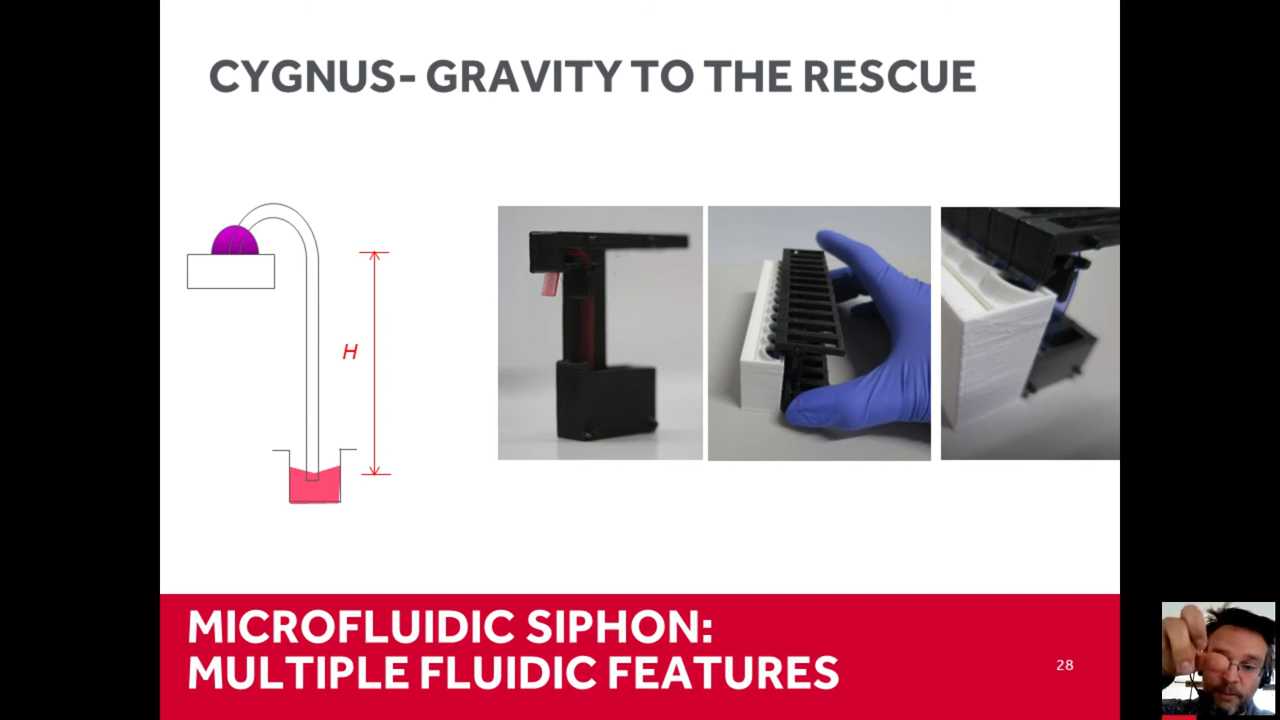 CYGNUS- GRAVITY TO THE RESCUE
H
MICROFLUIDIC SIPHON:
MULTIPLE FLUIDIC FEATURES
28